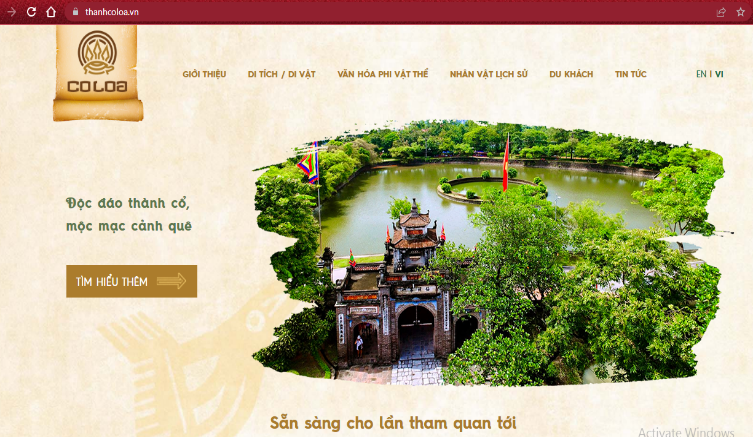 thanhcoloa.vn
CO LOA
GIỚI THIỆU
DI TÍCH / DI VẬT
VĂN HÓA PHI VẬT THỂ
NHÂN VẬT LỊCH SỬ
DU KHÁCH
TIN TỨC
EN | VI
Độc đáo thành cổ,
mộc mạc cảnh quê
TÌM HIỂU THÊM
Sẵn sàng cho lần tham quan tới
Activate Windows